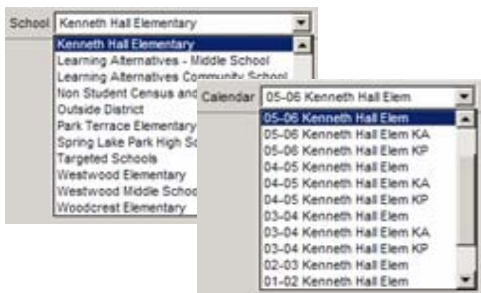 School Kenneth Hall Elementary
Kenneth Hall Elementary
Learning Alternatives - Middle School
Learning Alternatives Community School
Non Student Census and
Outside District
Park Terrace Elementary
Spring Lake Park High Sc
Targeted Schools
Westwood Elementary
Westwood Middle Schoo
Woodcrest Elementary
Calendar 05-06 Kenneth Hall Elem
05-06 Kenneth Hall Elem
05-06 Kenneth Hall Elem KA
05-06 Kenneth Hall Elem KP
04-05 Kenneth Hall Elem
04-05 Kenneth Hall Elem KA
04-05 Kenneth Hall Elem KP
03-04 Kenneth Hall Elem
03-04 Kenneth Hall Elem KA
03-04 Kenneth Hall Elem KP
02-03 Kenneth Hall Elem
01-02 Kenneth Hall Elem